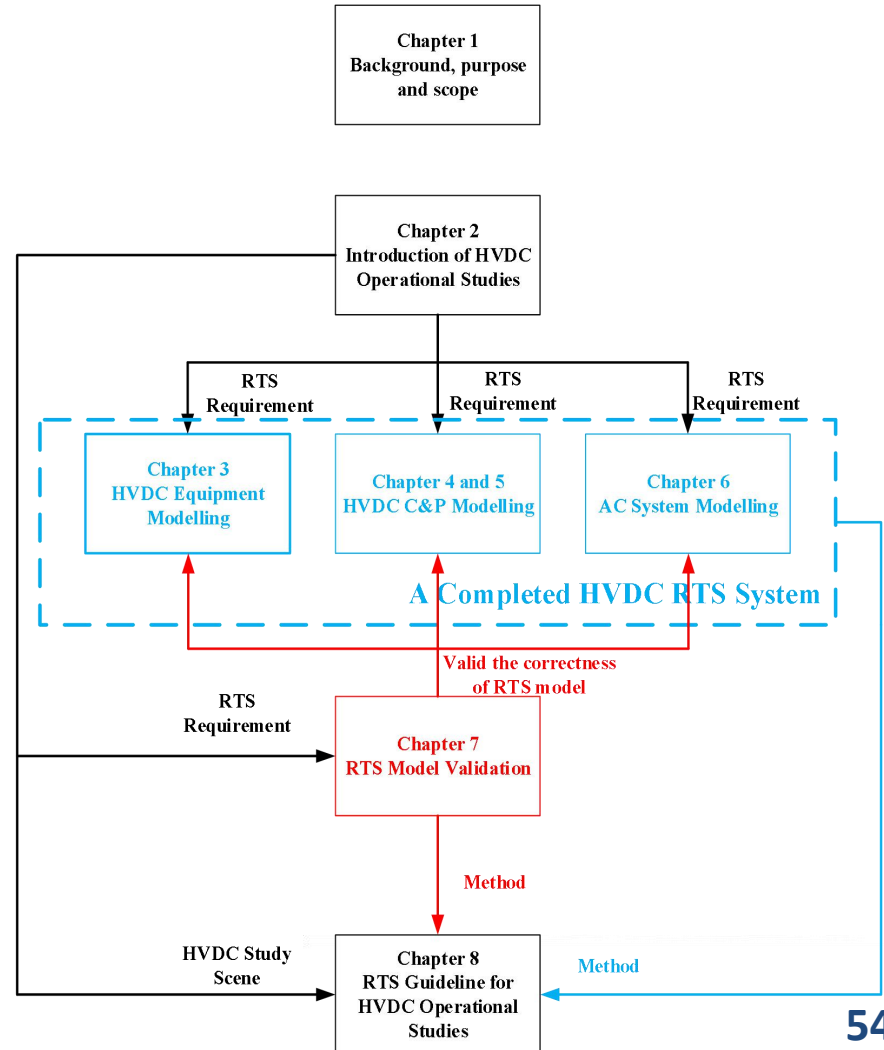 Chapter 1
Background, purpose
and scope
Chapter 2
Introduction of HVDC
Operational Studies
RTS
Requirement
RTS
Requirement
RTS
Requirement
Chapter 3
HVDC Equipment
Modelling
Chapter 4 and 5
HVDC C&P Modelling
Chapter 6
AC System Modelling
A Completed HVDC RTS System
Valid the correctness
of RTS model
RTS
Requirement
Chapter 7
RTS Model Validation
Method
HVDC Study
Scene
Chapter 8
RTS Guideline for
HVDC Operational
Studies
Method
54